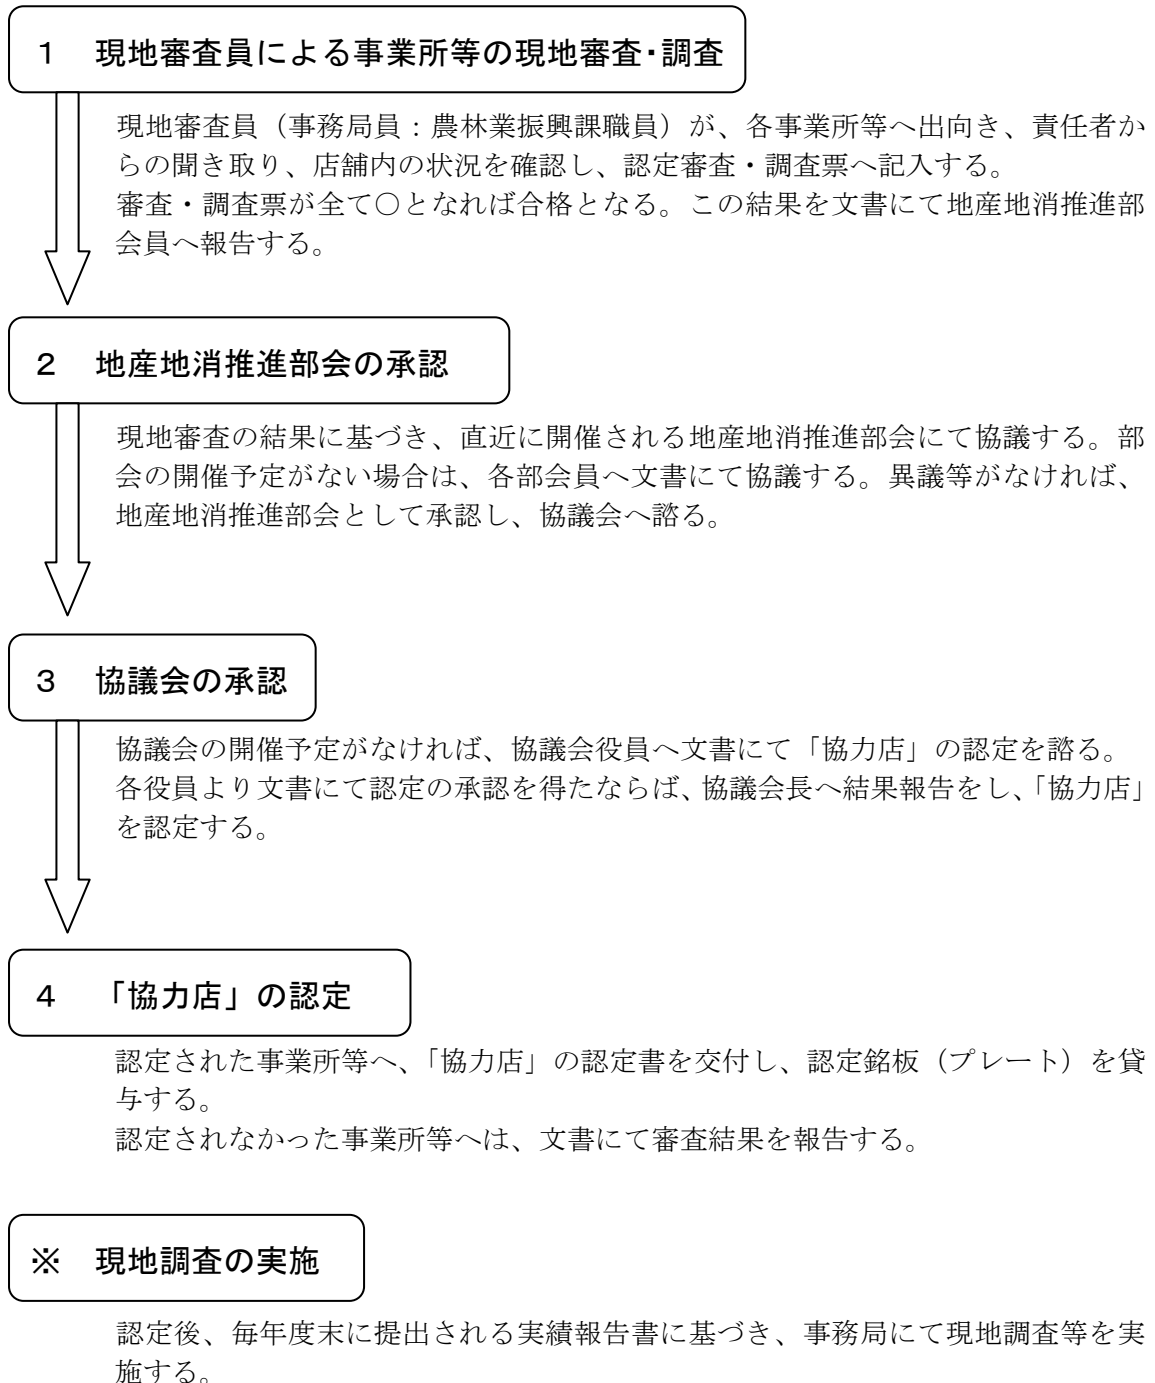 １　現地審査員による事業所等の現地審査・調査
現地審査員（事務局員：農林業振興課職員）が、各事業所等へ出向き、責任者か
らの聞き取り、店舗内の状況を確認し、認定審査・調査票へ記入する。
審査・調査票が全て○となれば合格となる。この結果を文書にて地産地消推進部
会員へ報告する。
２　地産地消推進部会の承認
現地審査の結果に基づき、直近に開催される地産地消推進部会にて協議する。部
会の開催予定がない場合は、各部会員へ文書にて協議する。異議等がなければ、
地産地消推進部会として承認し、協議会へ諮る。
３　協議会の承認
協議会の開催予定がなければ、協議会役員へ文書にて「協力店」の認定を諮る。
各役員より文書にて認定の承認を得たならば、協議会長へ結果報告をし、「協力店」
を認定する。
４　「協力店」の認定
認定された事業所等へ、「協力店」の認定書を交付し、認定銘板（プレート）を貸
与する。
認定されなかった事業所等へは、文書にて審査結果を報告する。
※　現地調査の実施
認定後、毎年度末に提出される実績報告書に基づき、事務局にて現地調査等を実
施する。